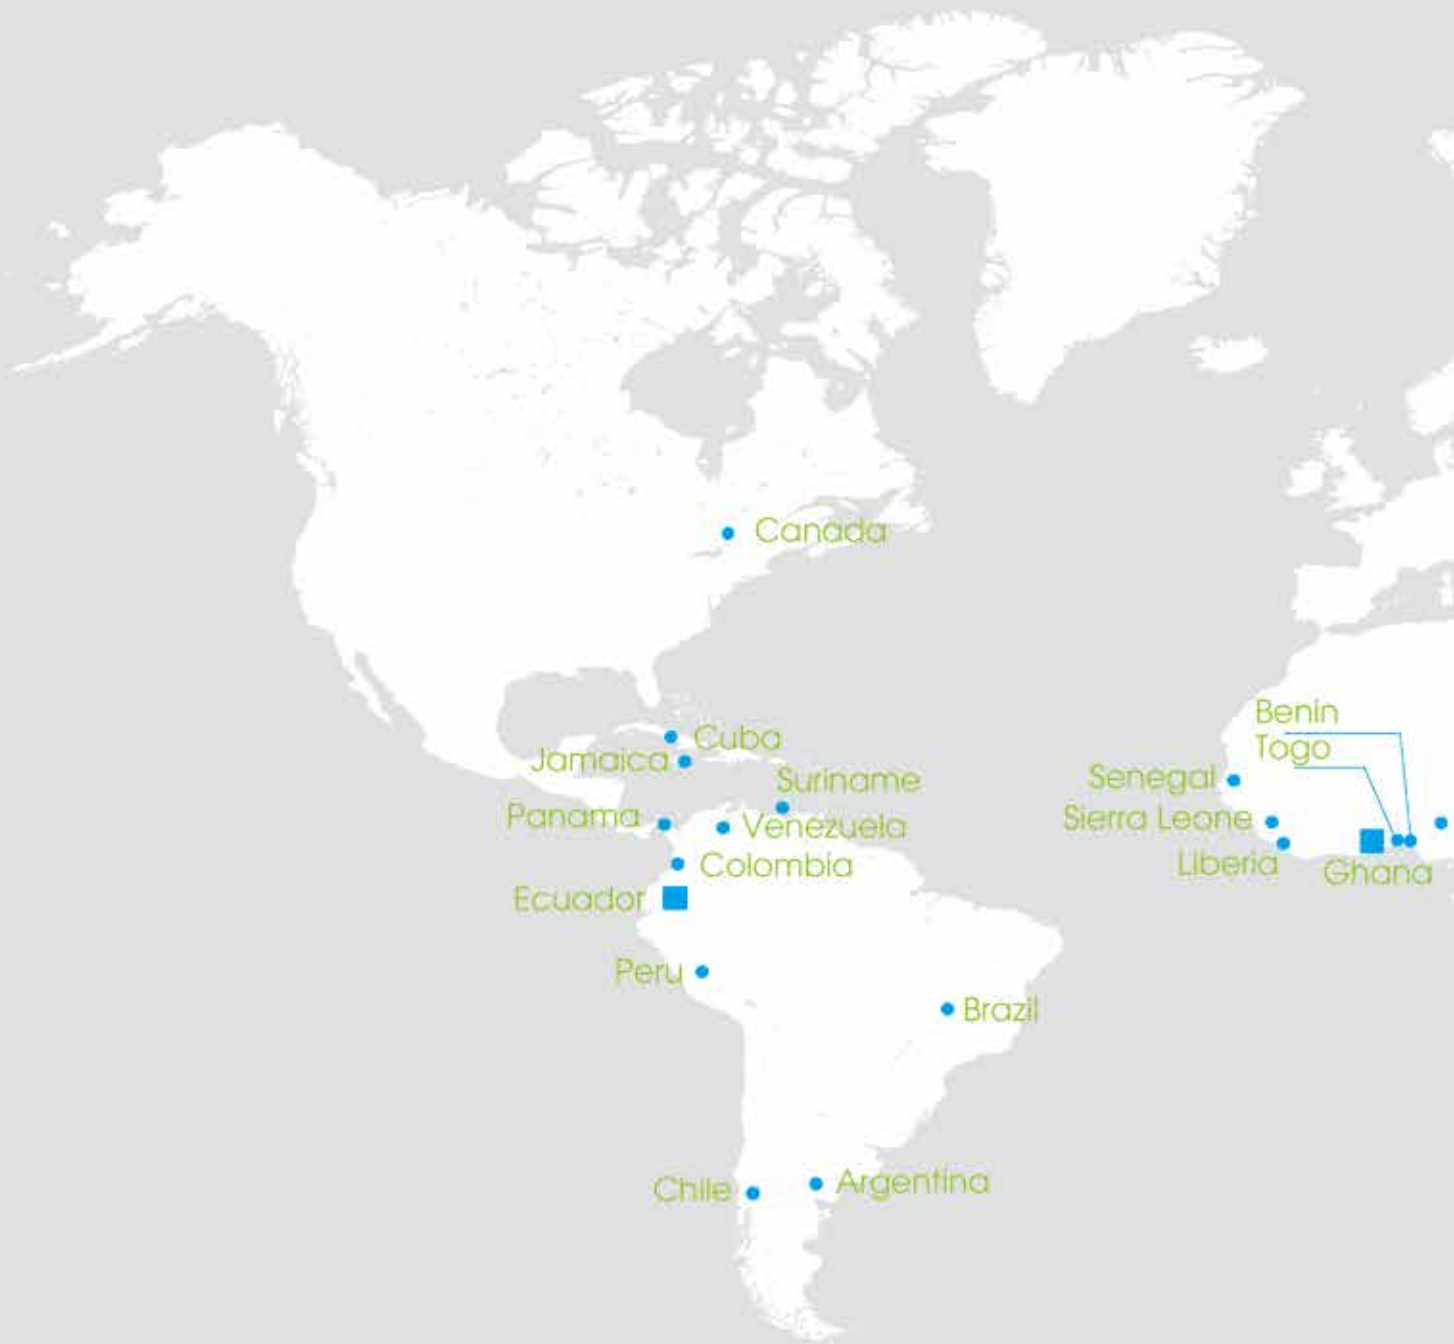 Canada
Cuba
Jamaica
Suriname
Panama
Venezuela
Colombia
Ecuador
Peru
Brazil
Chile
Argentina
Benin
Togo
Senegal
Sierra Leone
Liberia
Ghana